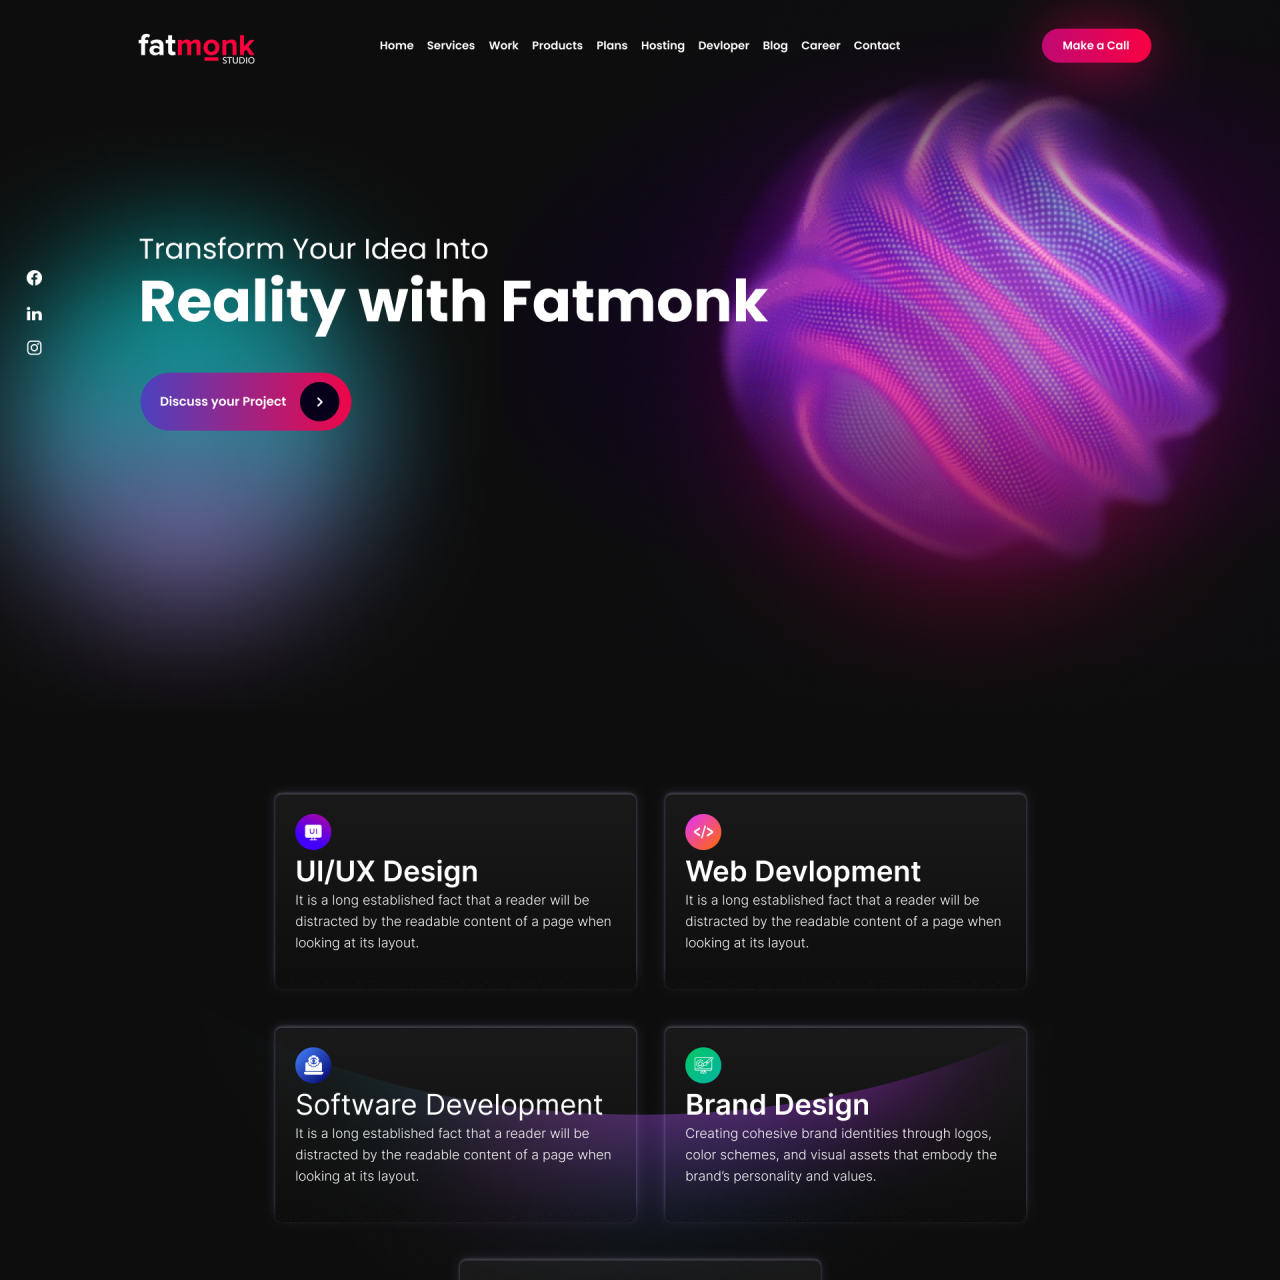 fatmonk
STUDIO
Home Services Work Products Plans Hosting Devloper Blog Career Contact
Make a Call
Transform Your Idea Into
Reality with Fatmonk
Discuss your Project
UI
UI/UX Design
It is a long established fact that a reader will be
distracted by the readable content of a page when
looking at its layout.
</>
Web Devlopment
It is a long established fact that a reader will be
distracted by the readable content of a page when
looking at its layout.
Software Development
It is a long established fact that a reader will be
distracted by the readable content of a page when
looking at its layout.
Brand Design
Creating cohesive brand identities through logos,
color schemes, and visual assets that embody the
brand’s personality and values.